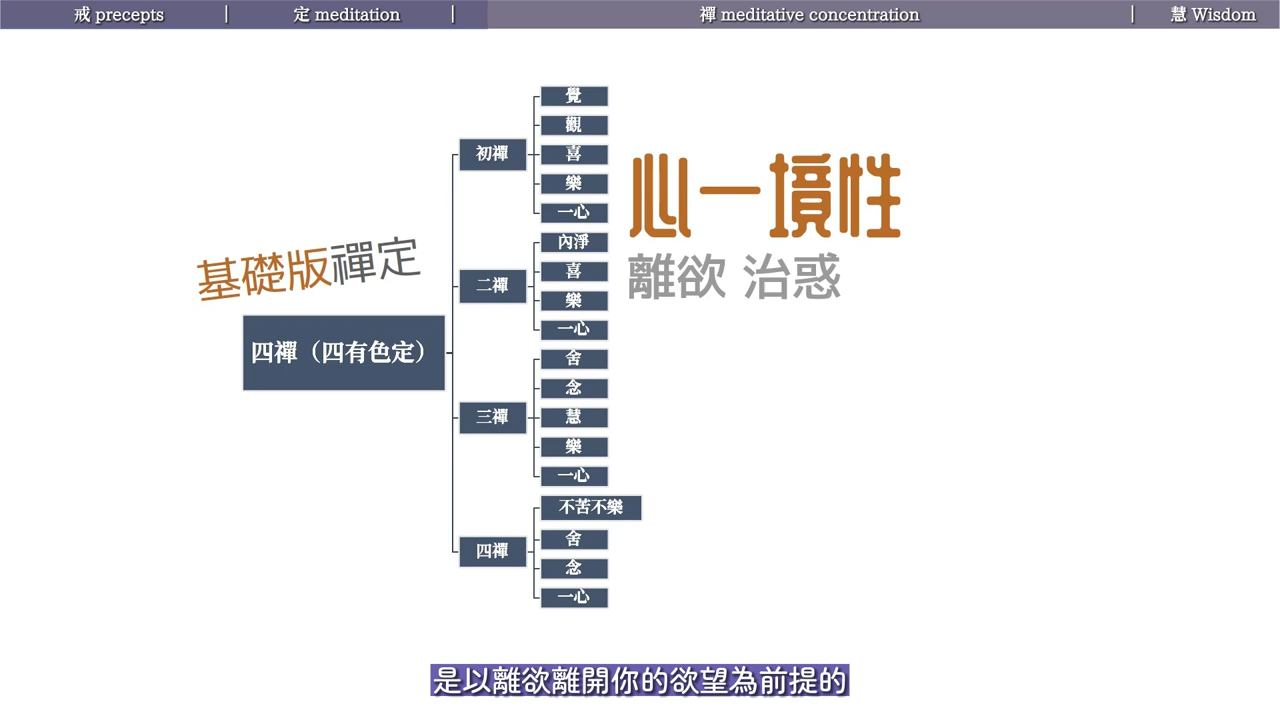 戒 precepts | 定 meditation | 禪 meditative concentration | 慧 Wisdom
基礎版禪定
四禪（四有色定）
初禪
覺
觀
喜
樂
一心
二禪
內淨
喜
樂
一心
三禪
舍
念
慧
樂
一心
四禪
不苦不樂
舍
念
一心
心一境性
離欲 治惑
是以離欲離開你的欲望為前提的